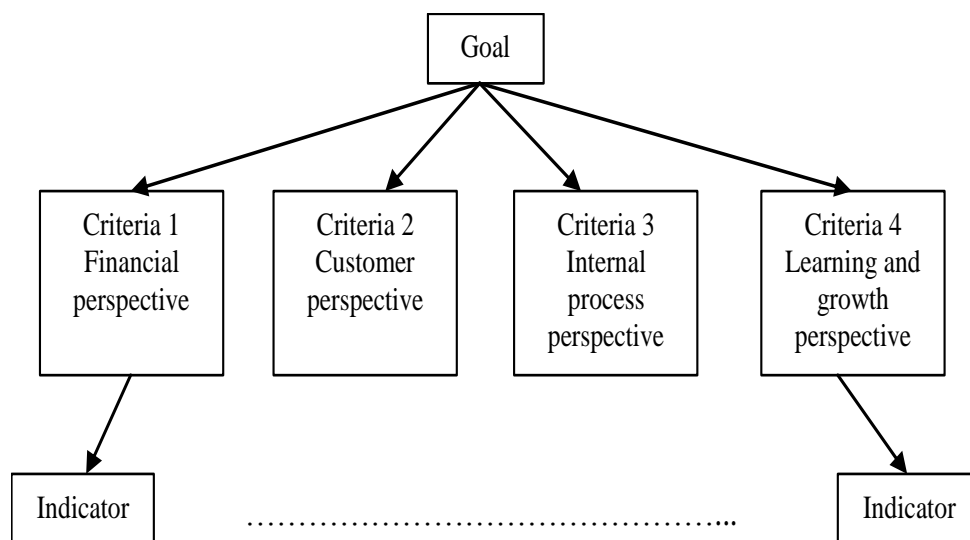 Goal
Criteria 1
Financial
perspective
Criteria 2
Customer
perspective
Criteria 3
Internal
process
perspective
Criteria 4
Learning and
growth
perspective
Indicator
………………………………………...
Indicator